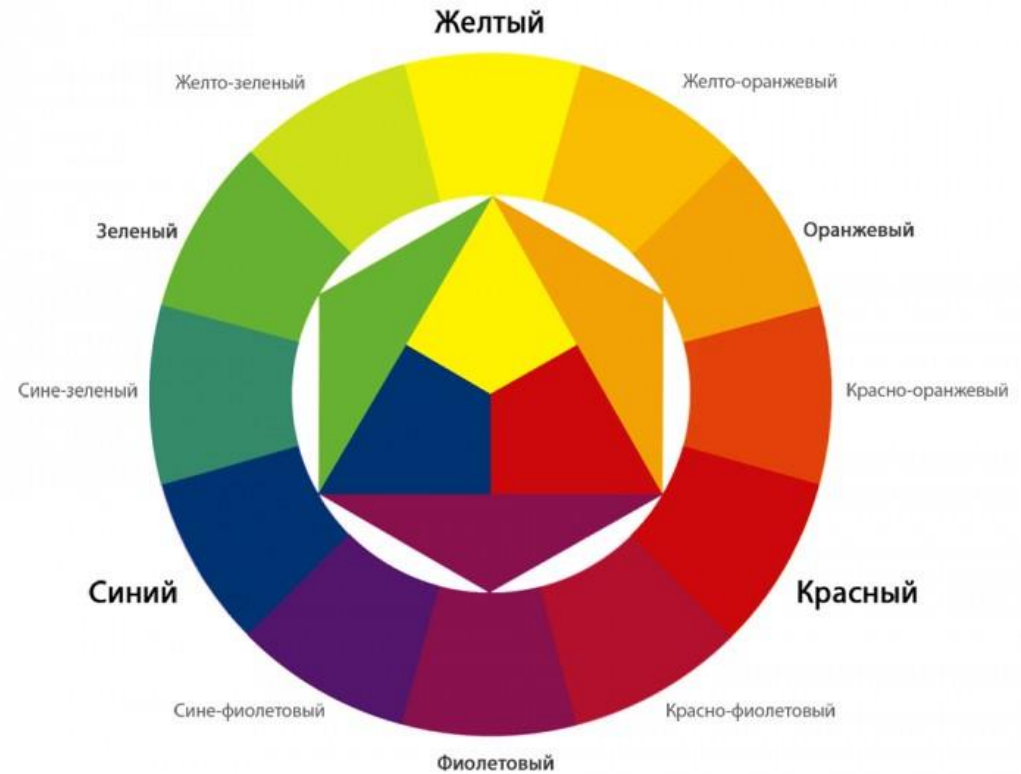 Желтый
Желто-зеленый
Желто-оранжевый
Зеленый
Оранжевый
Сине-зеленый
Красно-оранжевый
Синий
Красный
Сине-фиолетовый
Красно-фиолетовый
Фиолетовый